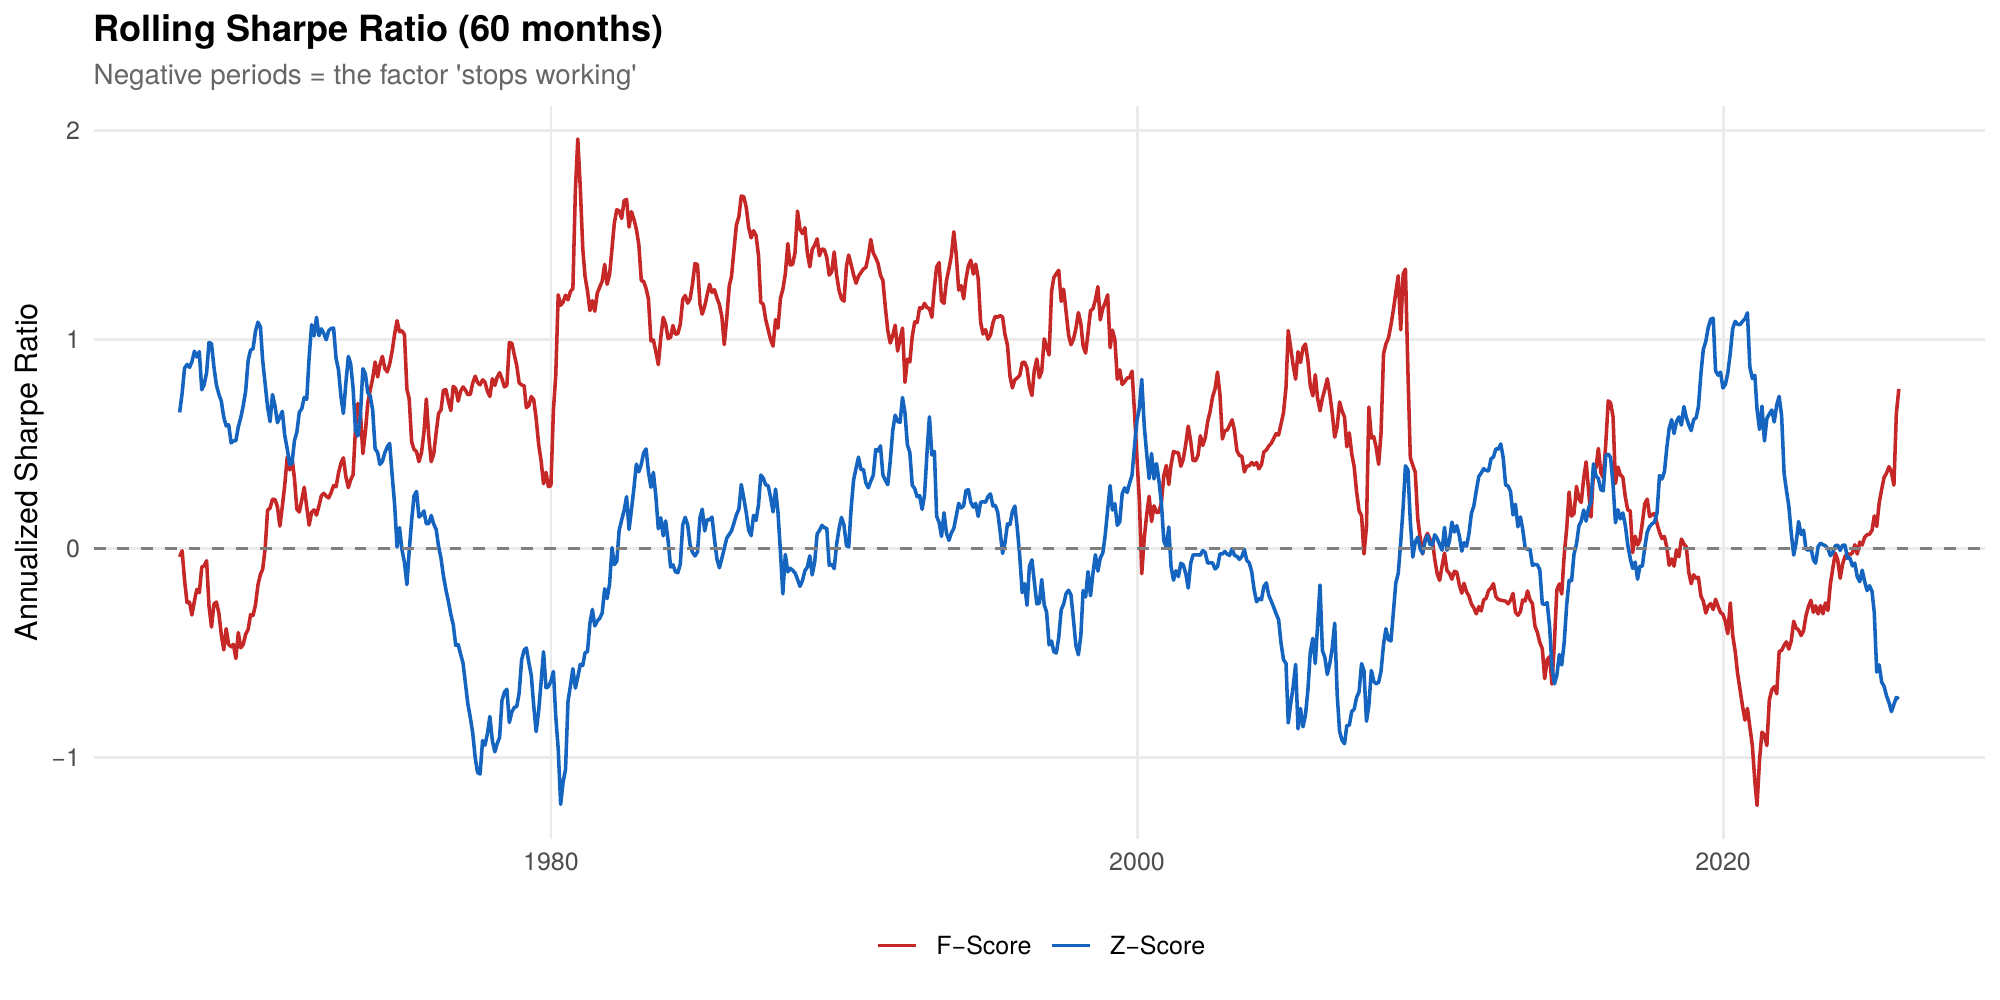 Rolling Sharpe Ratio (60 months)
Negative periods = the factor 'stops working'
Annualized Sharpe Ratio
2
1
0
−1
1980
2000
2020
F−Score
Z−Score